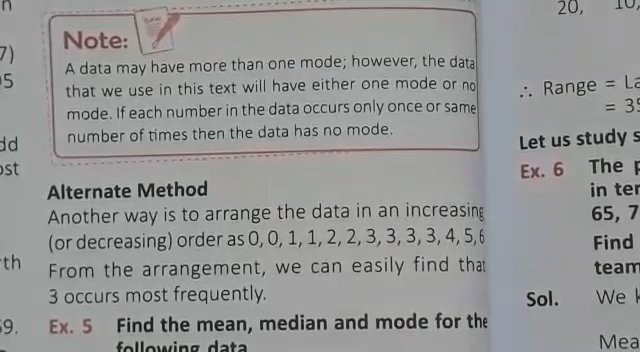 7)
Note:
A data may have more than one mode; however, the data
that we use in this text will have either one mode or no
mode. If each number in the data occurs only once or same
number of times then the data has no mode.
Alternate Method
Another way is to arrange the data in an increasing
(or decreasing) order as 0, 0, 1, 1, 2, 2, 3, 3, 3, 3, 4, 5, 6
From the arrangement, we can easily find that
3 occurs most frequently.
9. Ex. 5 Find the mean, median and mode for the
following data
20, 10,
∴ Range = La
= 35
Let us study s
Ex. 6 The p
in ter
65, 7
Find
team
Sol. We k
Mea